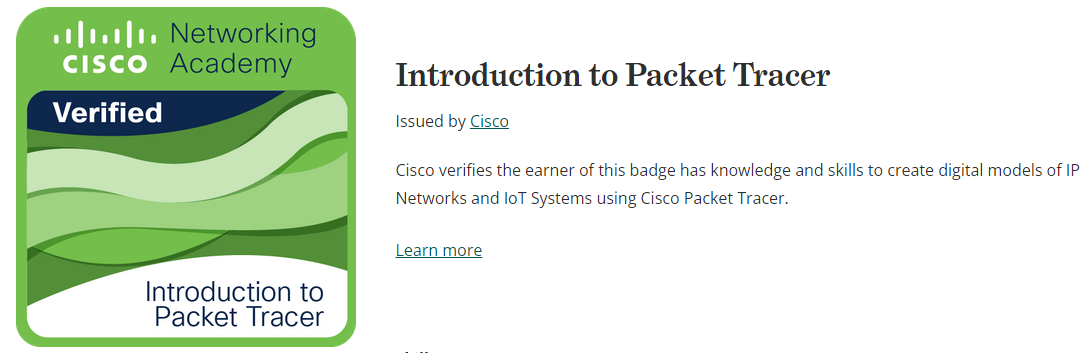 CISCO
Networking
Academy
Verified
Introduction to
Packet Tracer
Introduction to Packet Tracer
Issued by Cisco
Cisco verifies the earner of this badge has knowledge and skills to create digital models of IP
Networks and IoT Systems using Cisco Packet Tracer.
Learn more